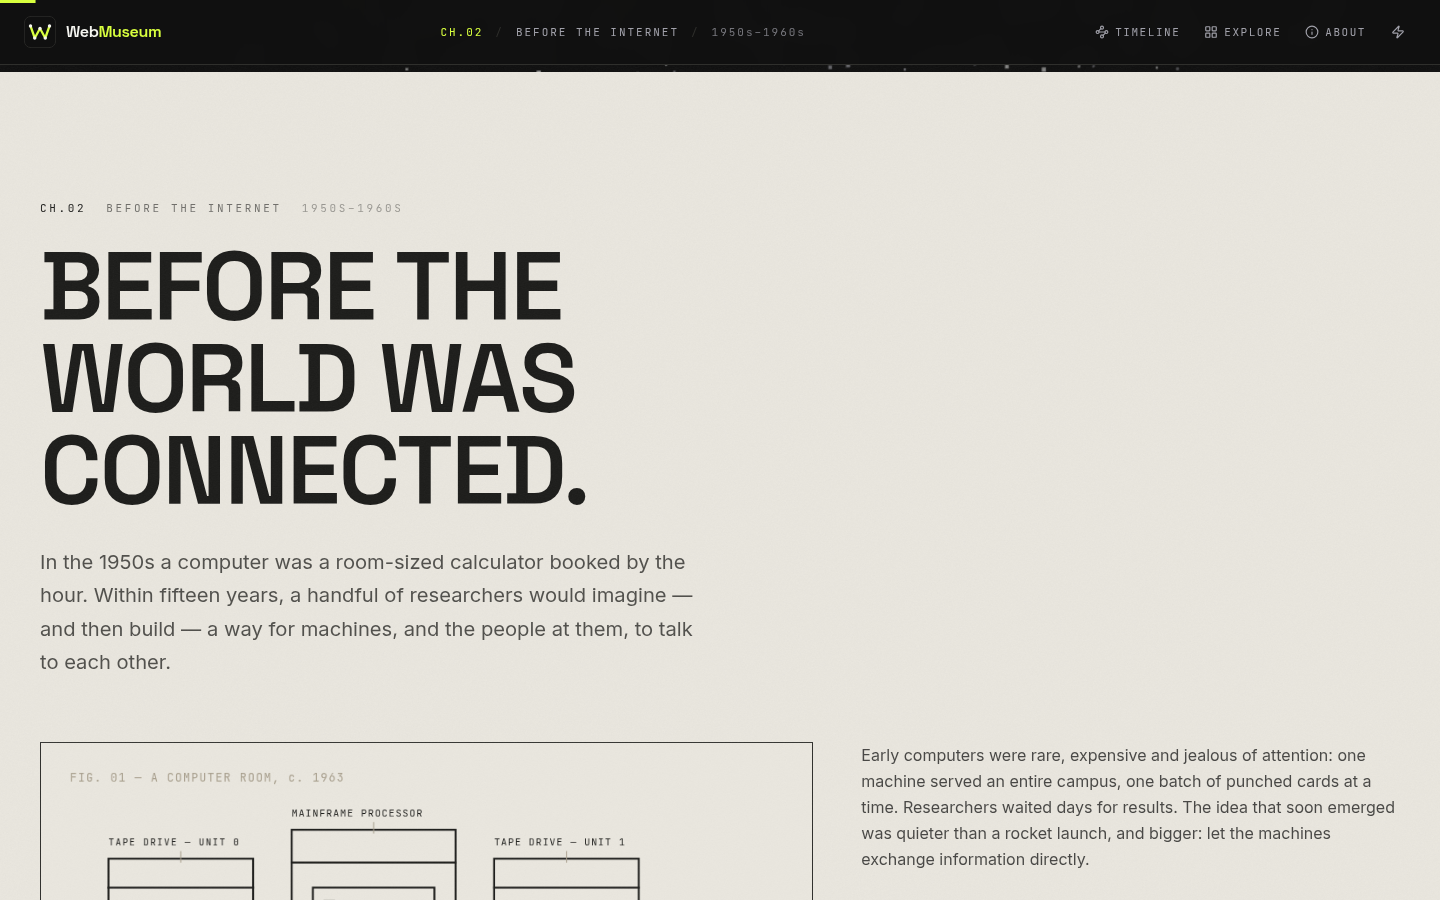 WebMuseum
CH.02 / BEFORE THE INTERNET / 1950s–1960s
TIMELINE
EXPLORE
ABOUT
CH.02 BEFORE THE INTERNET 1950S–1960S
BEFORE THE
WORLD WAS
CONNECTED.
In the 1950s a computer was a room-sized calculator booked by the
hour. Within fifteen years, a handful of researchers would imagine —
and then build — a way for machines, and the people at them, to talk
to each other.
FIG. 01 — A COMPUTER ROOM, c. 1963
MAINFRAME PROCESSOR
TAPE DRIVE — UNIT 0
TAPE DRIVE — UNIT 1
Early computers were rare, expensive and jealous of attention: one
machine served an entire campus, one batch of punched cards at a
time. Researchers waited days for results. The idea that soon emerged
was quieter than a rocket launch, and bigger: let the machines
exchange information directly.